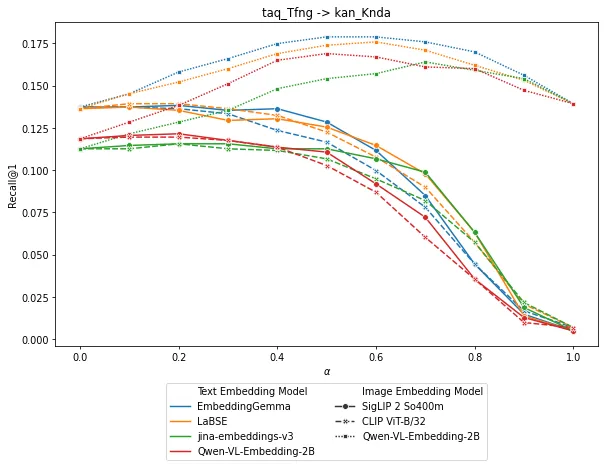 taq_Tfng -> kan_Knda
0.175
0.150
0.125
0.100
0.075
0.050
0.025
0.000
Recall@1
0.0 0.2 0.4 0.6 0.8 1.0
α
Text Embedding Model Image Embedding Model
EmbeddingGemma SigLIP 2 So400m
LaBSE CLIP ViT-B/32
jina-embeddings-v3 Qwen-VL-Embedding-2B
Qwen-VL-Embedding-2B